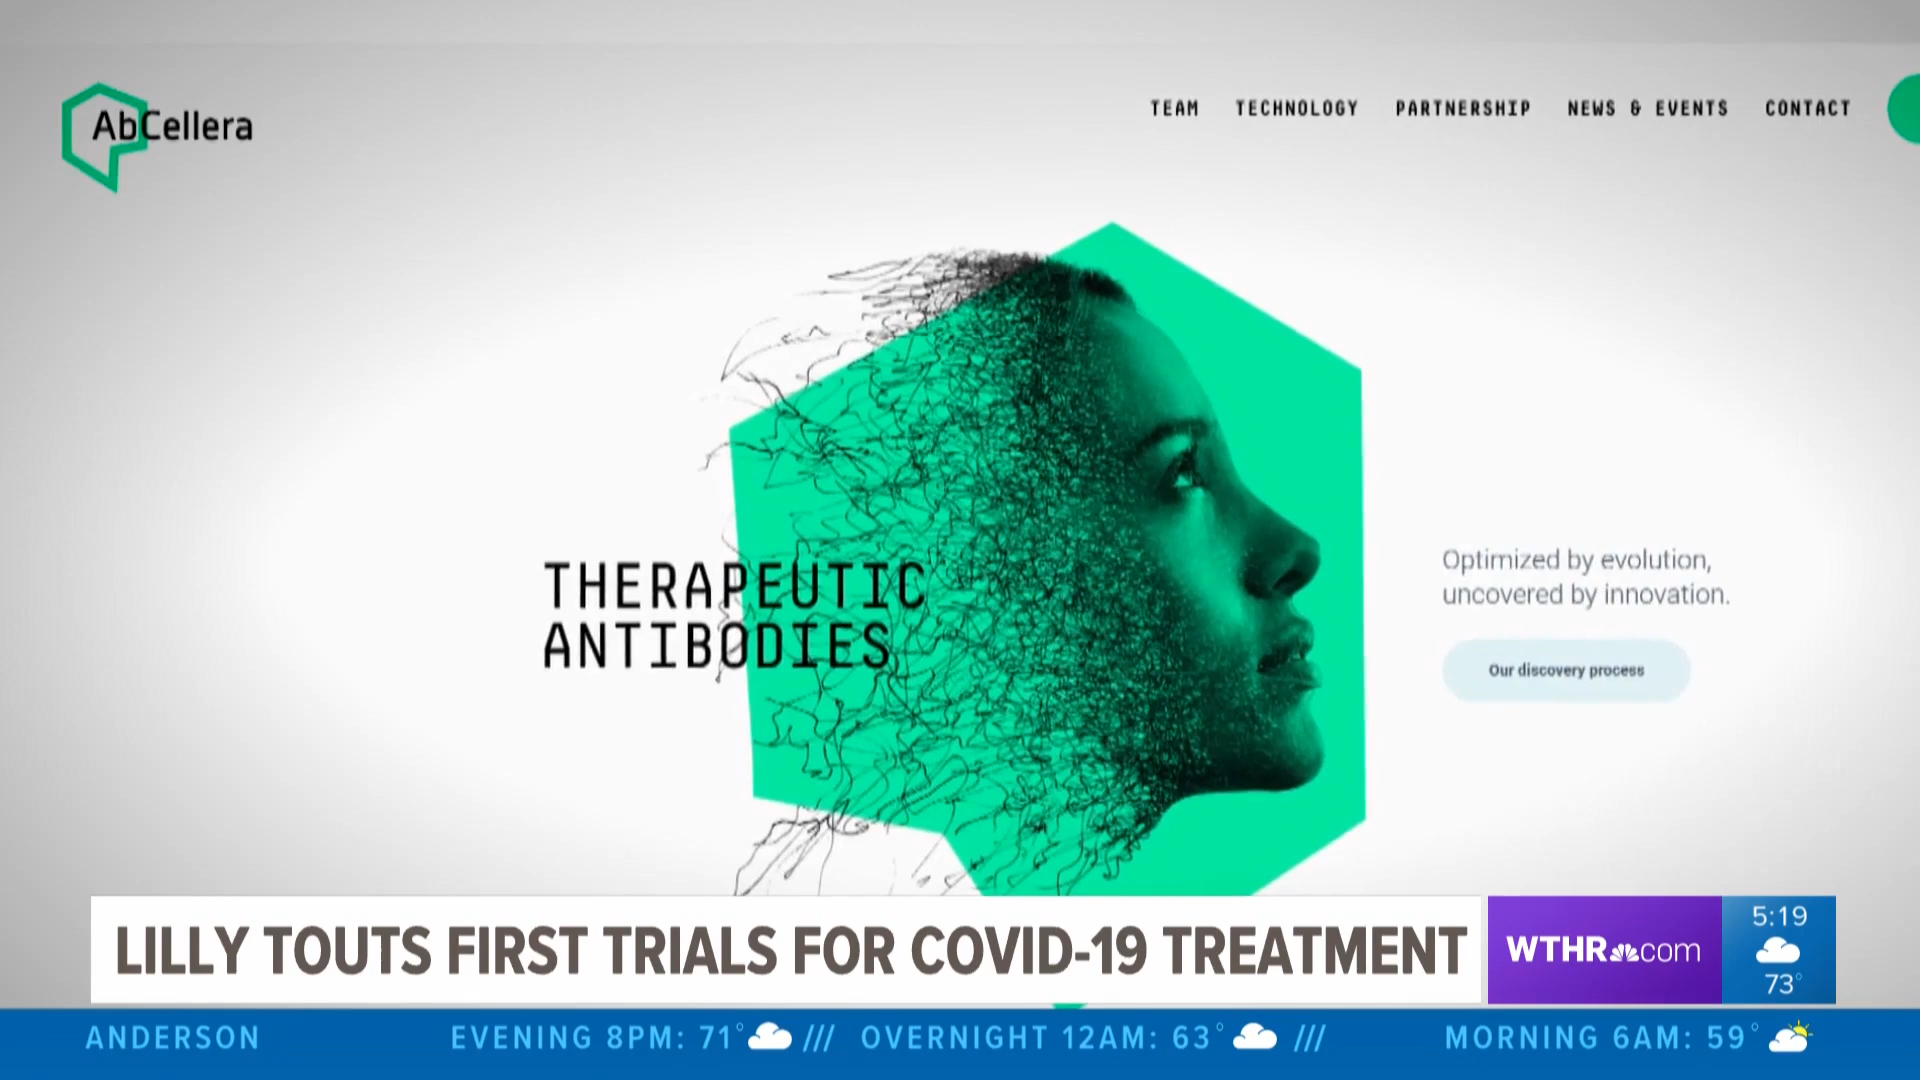 AbCellera
TEAM TECHNOLOGY PARTNERSHIP NEWS & EVENTS CONTACT
THERAPEUTIC
ANTIBODIES
Optimized by evolution,
uncovered by innovation.
Our discovery process
LILLY TOUTS FIRST TRIALS FOR COVID-19 TREATMENT
WTHR com
5:19
73°
ANDERSON EVENING 8PM: 71° /// OVERNIGHT 12AM: 63° /// MORNING 6AM: 59°